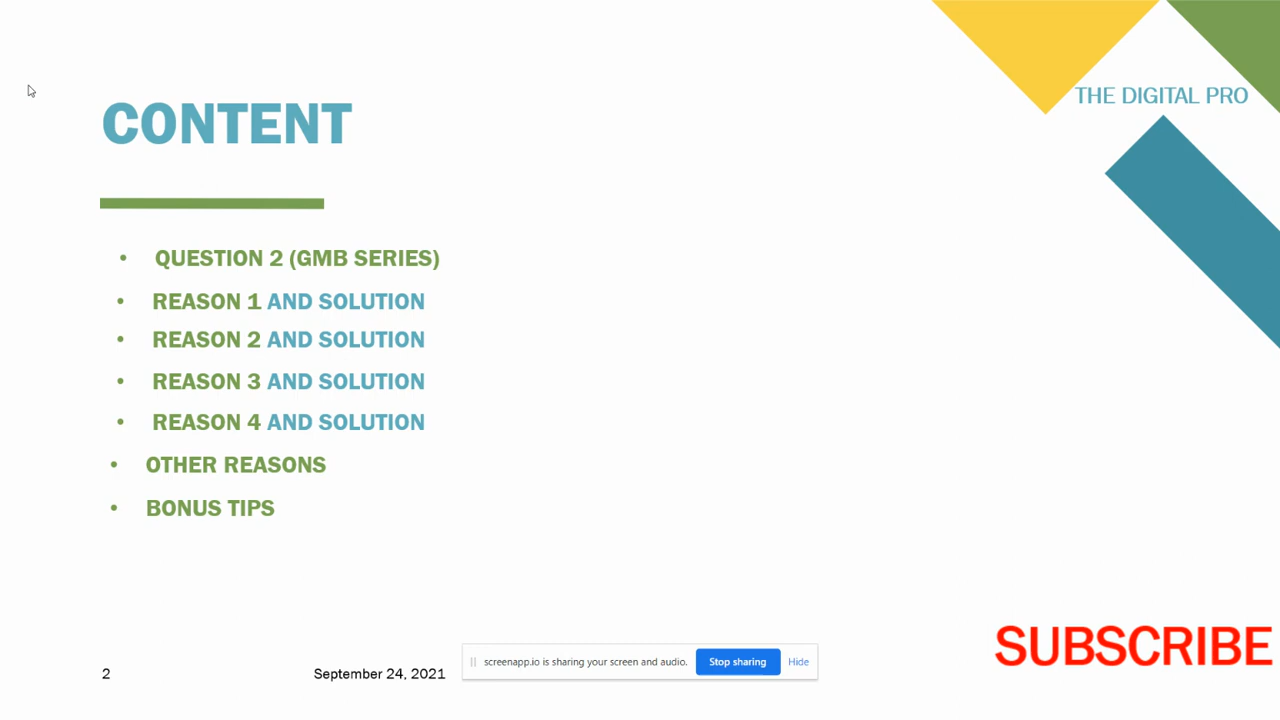 THE DIGITAL PRO
CONTENT
• QUESTION 2 (GMB SERIES)
• REASON 1 AND SOLUTION
• REASON 2 AND SOLUTION
• REASON 3 AND SOLUTION
• REASON 4 AND SOLUTION
• OTHER REASONS
• BONUS TIPS
SUBSCRIBE
2 September 24, 2021
screenapp.io is sharing your screen and audio. Stop sharing Hide